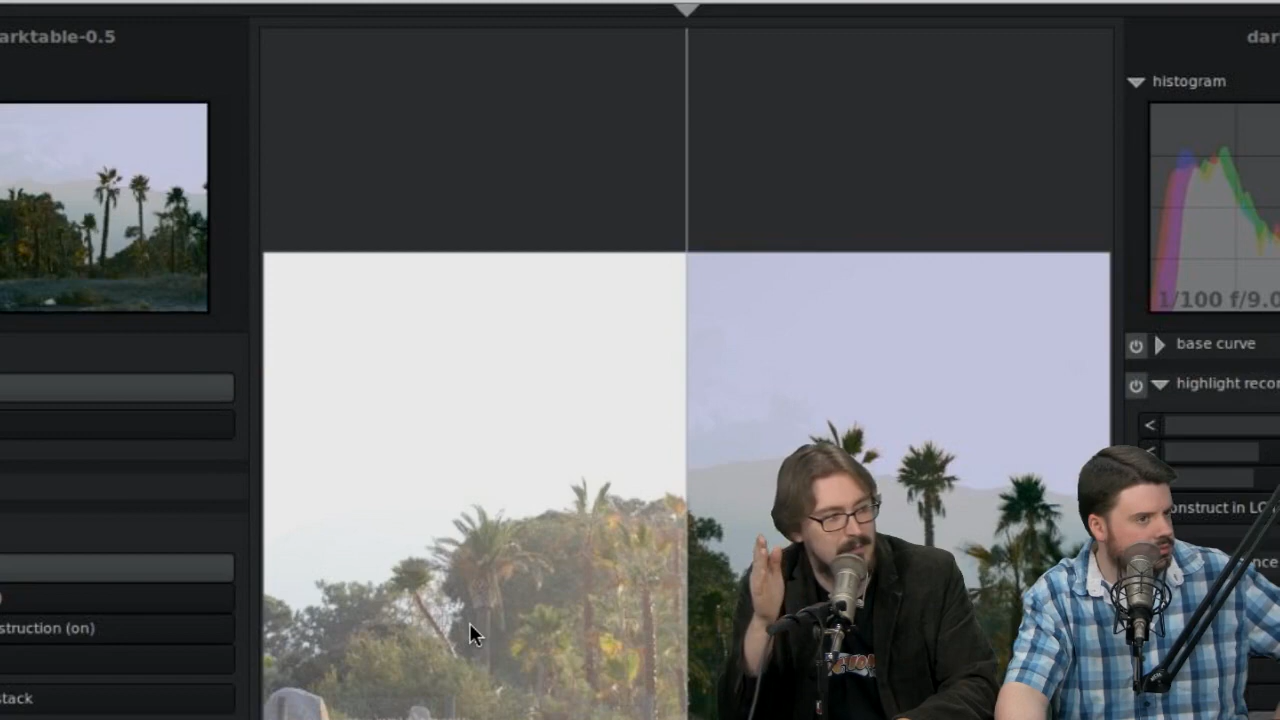 arktable-0.5
dar
histogram
1/100 f/9.0
base curve
highlight reco
onstruct in LC
nce
)
struction (on)
stack